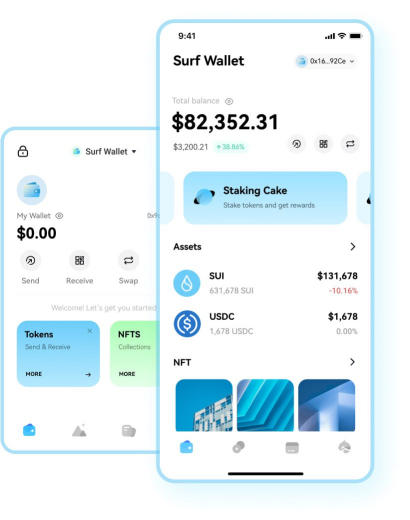 Surf Wallet
My Wallet
0x9
$0.00
Send Receive Swap
Welcome! Let's get you started
Tokens
Send & Receive
MORE
NFTS
Collections
MORE
9:41
Surf Wallet
0x16...92Ce
Total balance
$82,352.31
$3,200.21 +38.86%
Staking Cake
Stake tokens and get rewards
Assets
SUI $131,678
631,678 SUI -10.16%
USDC $1,678
1,678 USDC 0.00%
NFT